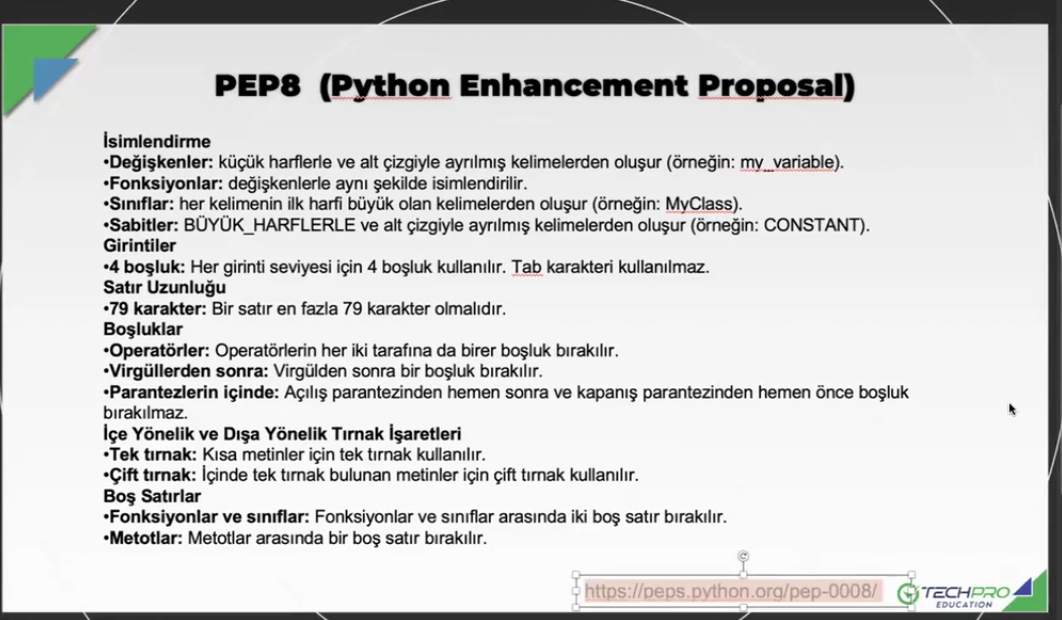 PEP8 (Python Enhancement Proposal)
İsimlendirme
•Değişkenler: küçük harflerle ve alt çizgiyle ayrılmış kelimelerden oluşur (örneğin: my_variable).
•Fonksiyonlar: değişkenlerle aynı şekilde isimlendirilir.
•Sınıflar: her kelimenin ilk harfi büyük olan kelimelerden oluşur (örneğin: MyClass).
•Sabitler: BÜYÜK_HARFLERLE ve alt çizgiyle ayrılmış kelimelerden oluşur (örneğin: CONSTANT).
Girintiler
•4 boşluk: Her girinti seviyesi için 4 boşluk kullanılır. Tab karakteri kullanılmaz.
Satır Uzunluğu
•79 karakter: Bir satır en fazla 79 karakter olmalıdır.
Boşluklar
•Operatörler: Operatörlerin her iki tarafına da birer boşluk bırakılır.
•Virgüllerden sonra: Virgülden sonra bir boşluk bırakılır.
•Parantezlerin içinde: Açılış parantezinden hemen sonra ve kapanış parantezinden hemen önce boşluk
bırakılmaz.
İçe Yönelik ve Dışa Yönelik Tırnak İşaretleri
•Tek tırnak: Kısa metinler için tek tırnak kullanılır.
•Çift tırnak: İçinde tek tırnak bulunan metinler için çift tırnak kullanılır.
Boş Satırlar
•Fonksiyonlar ve sınıflar: Fonksiyonlar ve sınıflar arasında iki boş satır bırakılır.
•Metotlar: Metotlar arasında bir boş satır bırakılır.
https://peps.python.org/pep-0008/
TECHPRO
EDUCATION